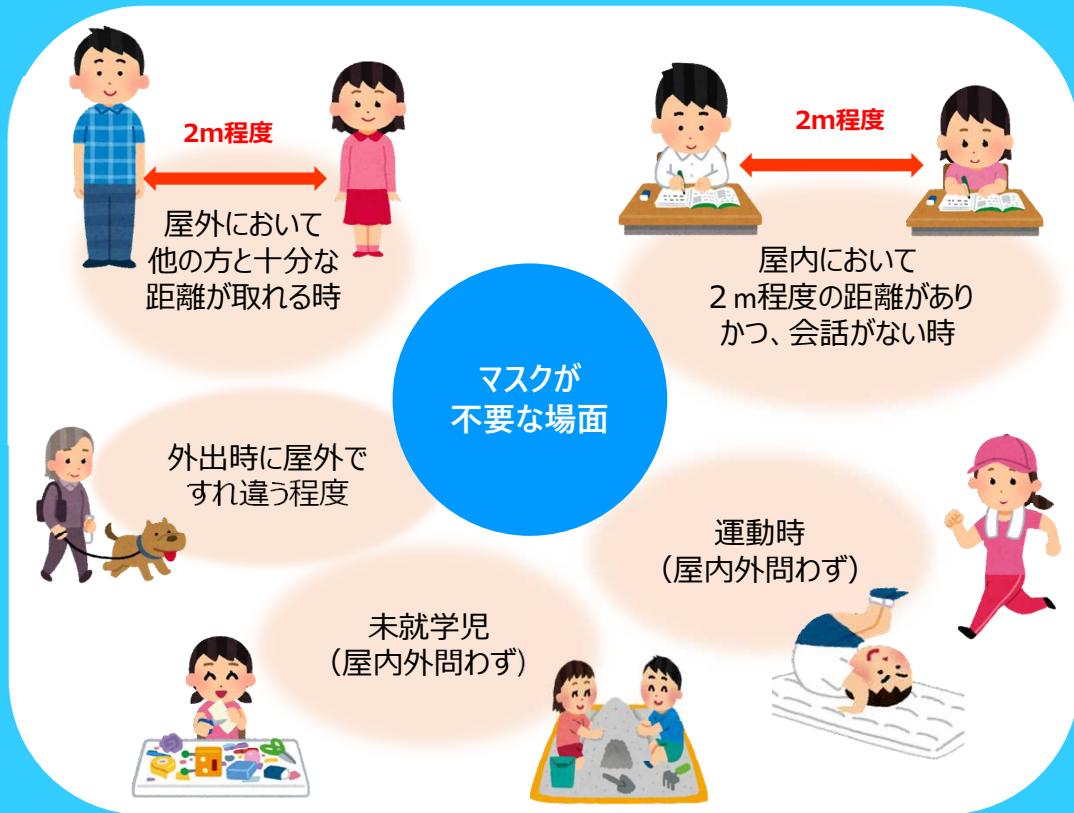 2m程度
屋外において
他の方と十分な
距離が取れる時
2m程度
屋内において
２ｍ程度の距離があり
かつ、会話がない時
マスクが
不要な場面
外出時に屋外で
すれ違う程度
運動時
（屋内外問わず）
未就学児
（屋内外問わず）